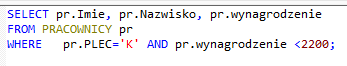 SELECT pr.Imie, pr.Nazwisko, pr.wynagrodzenie
FROM PRACOWNICY pr
WHERE pr.PLEC='K' AND pr.wynagrodzenie <2200;